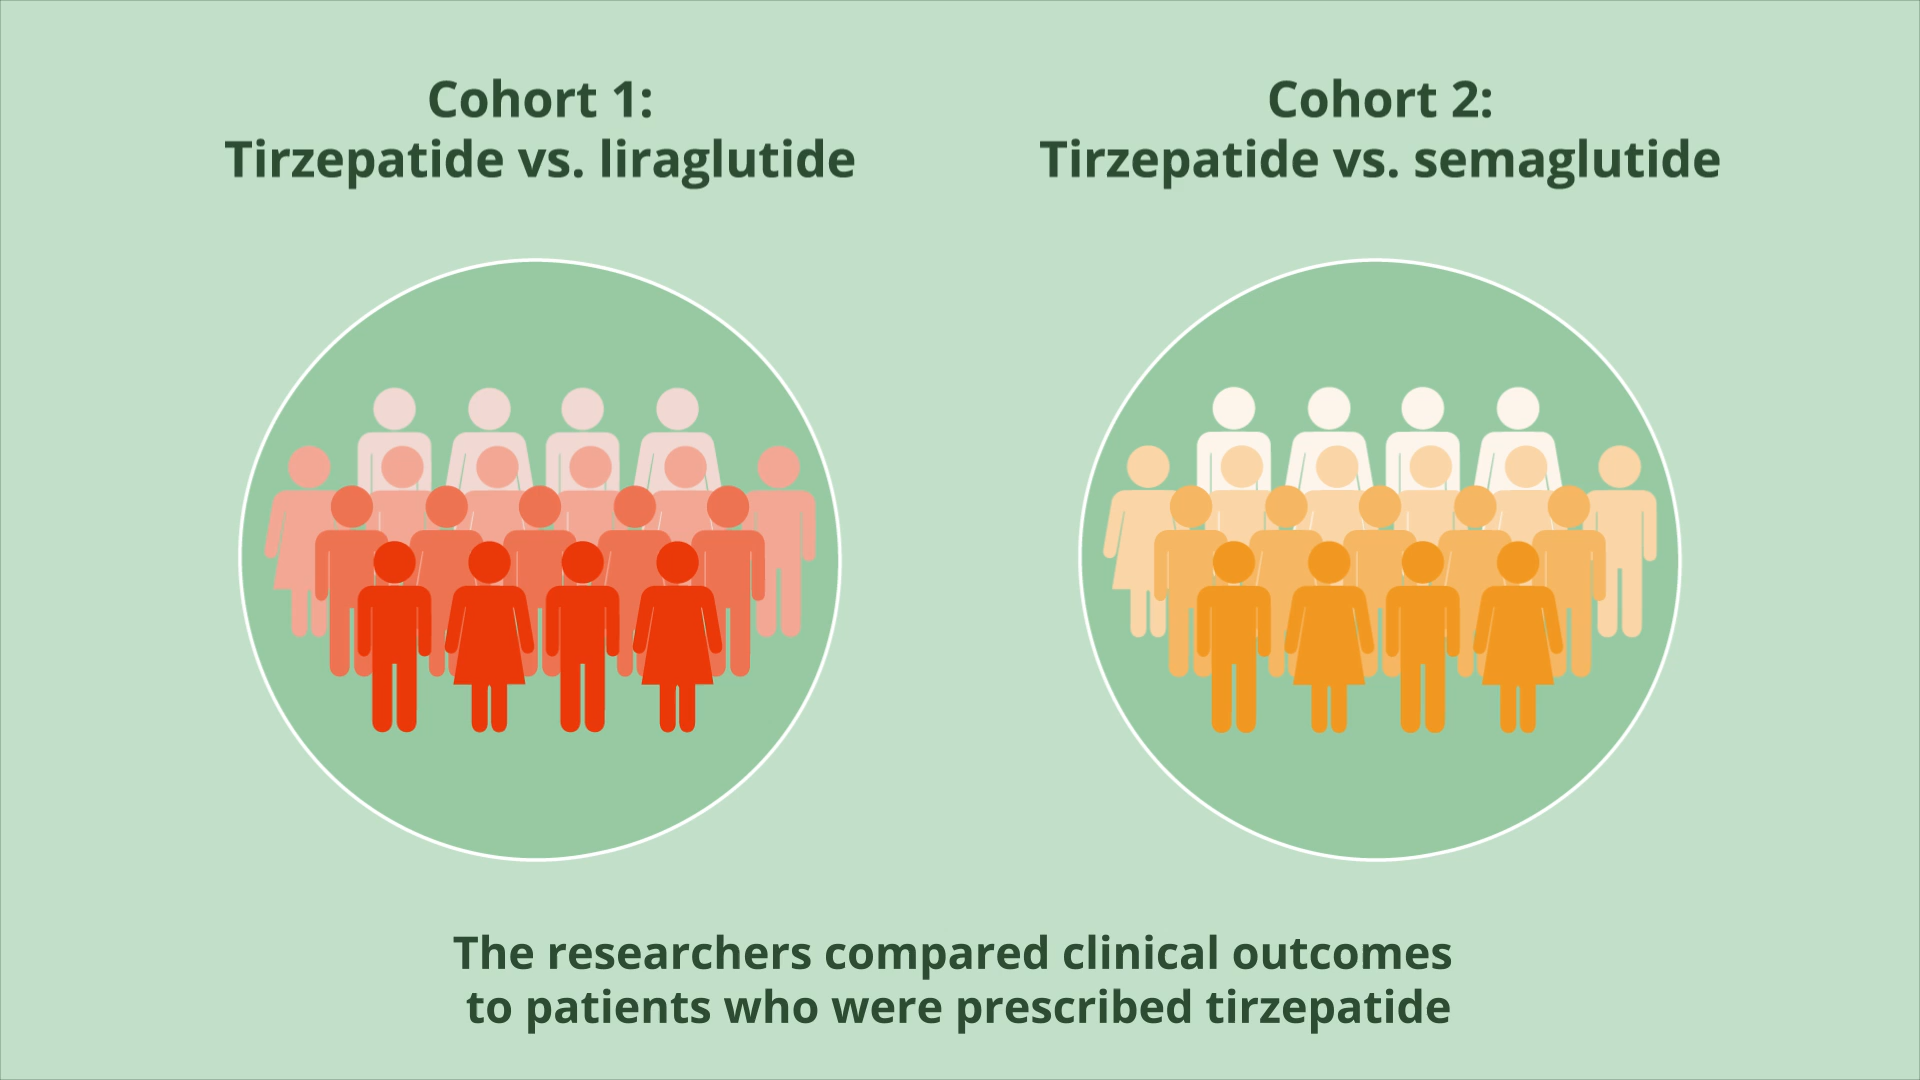 Cohort 1:
Tirzepatide vs. liraglutide
Cohort 2:
Tirzepatide vs. semaglutide
The researchers compared clinical outcomes
to patients who were prescribed tirzepatide